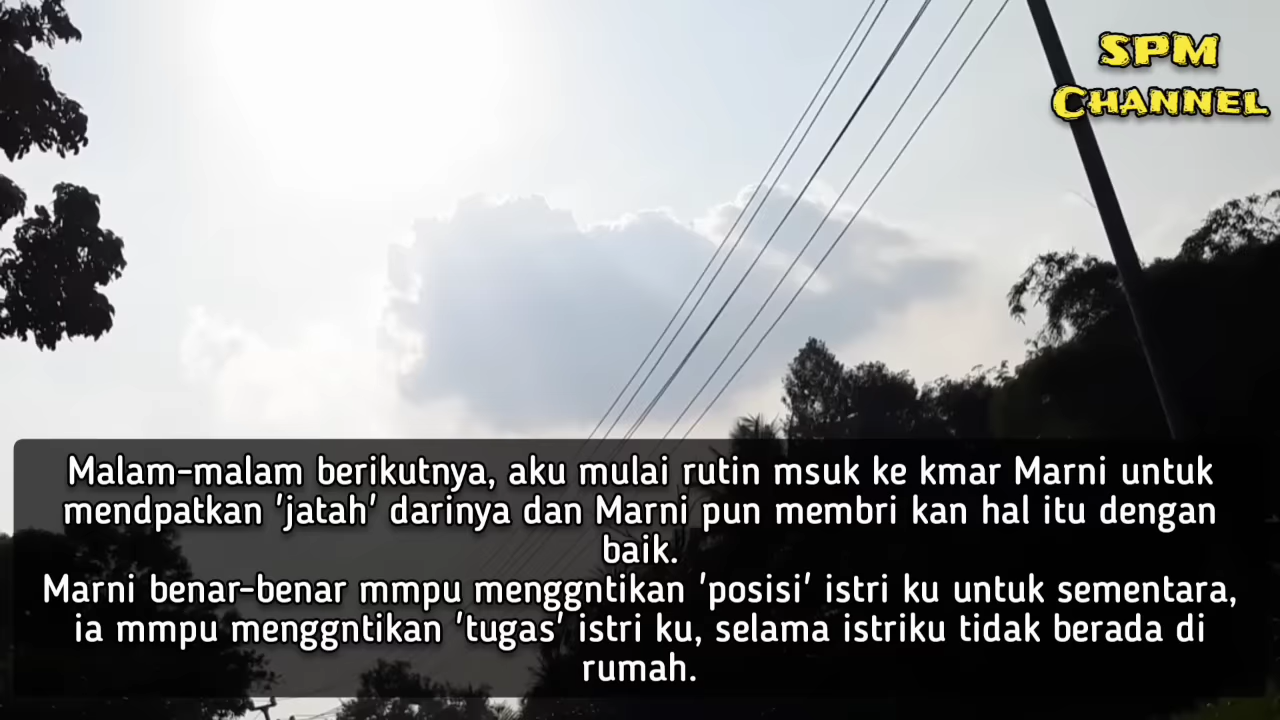 SPM
CHANNEL
Malam-malam berikutnya, aku mulai rutin msuk ke kmar Marni untuk
mendpatkan 'jatah' darinya dan Marni pun membri kan hal itu dengan
baik.
Marni benar-benar mmpu menggntikan 'posisi' istri ku untuk sementara,
ia mmpu menggntikan 'tugas' istri ku, selama istriku tidak berada di
rumah.